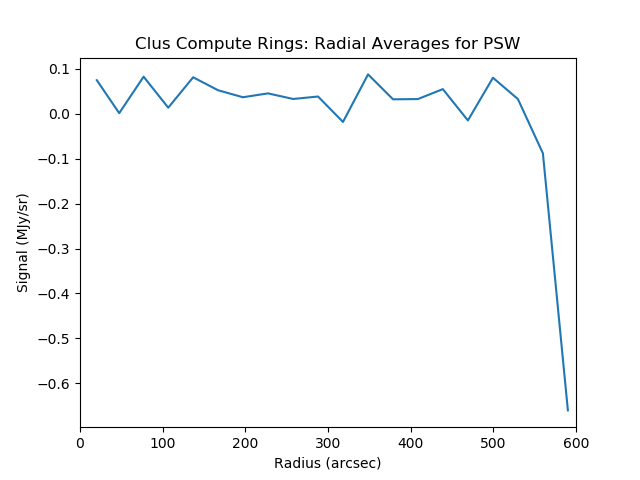 Clus Compute Rings: Radial Averages for PSW
0.1
0.0
−0.1
−0.2
−0.3
−0.4
−0.5
−0.6
Signal (MJy/sr)
0 100 200 300 400 500 600
Radius (arcsec)